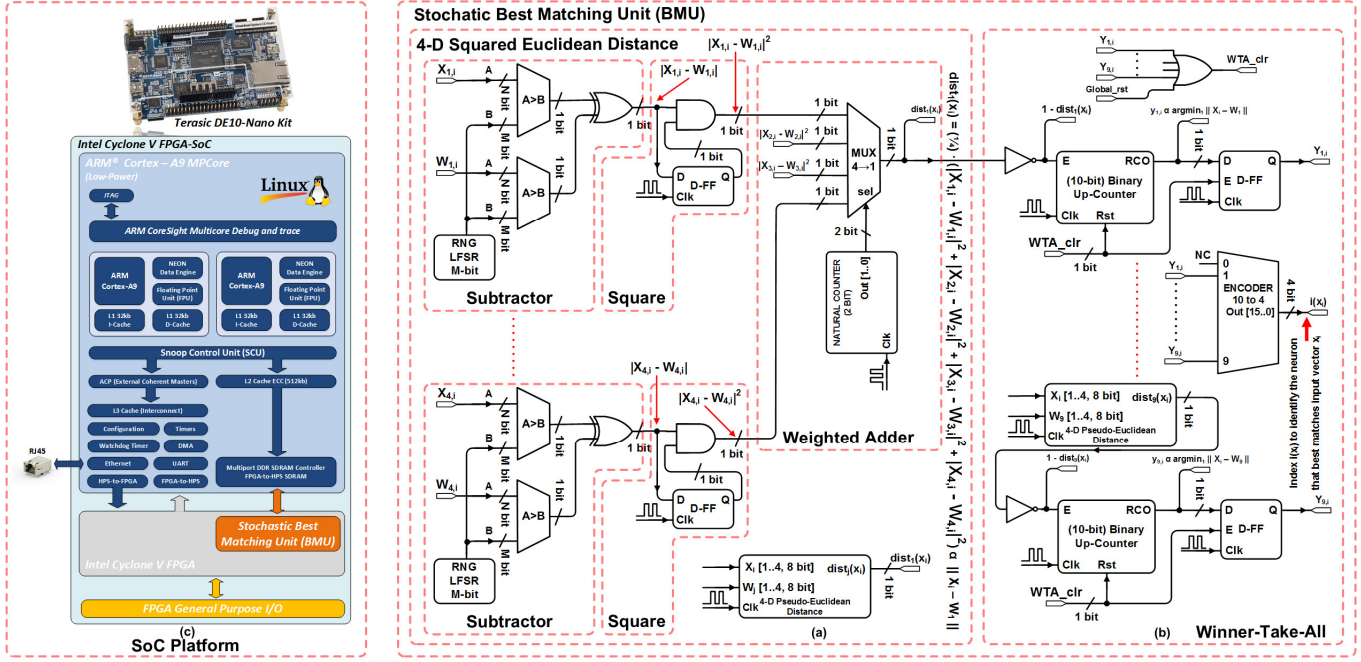 Terasic DE10-Nano Kit
Intel Cyclone V FPGA-SoC
ARM® Cortex – A9 MPCore
(Low-Power)
Linux
JTAG
ARM CoreSight Multicore Debug and trace
ARM
Cortex-A9
NEON
Data Engine
Floating Point
Unit (FPU)
L1 32kb
I-Cache
L1 32kb
D-Cache
ARM
Cortex-A9
NEON
Data Engine
Floating Point
Unit (FPU)
L1 32kb
I-Cache
L1 32kb
D-Cache
Snoop Control Unit (SCU)
ACP (External Coherent Masters)
L2 Cache ECC (512kb)
L3 Cache (Interconnect)
Configuration
Timers
Watchdog Timer
DMA
Ethernet
UART
HPS-to-FPGA
FPGA-to-HPS
Multiport DDR SDRAM Controller
FPGA-to-HPS SDRAM
RJ45
Stochastic Best
Matching Unit (BMU)
Intel Cyclone V FPGA
FPGA General Purpose I/O
(c)
SoC Platform
Stochatic Best Matching Unit (BMU)
4-D Squared Euclidean Distance
X1,i
A
N bit
B
M bit
A>B
1 bit
W1,i
A
N bit
B
M bit
A>B
1 bit
RNG
LFSR
M-bit
1 bit
Subtractor
|X1,i - W1,i|
|X1,i - W1,i|²
1 bit
1 bit
D
Q
D-FF
Clk
Square
1 bit
|X2,i - W2,i|²
1 bit
|X3,i - W3,i|²
1 bit
1 bit
MUX
4→1
sel
1 bit
dist1(xi)
2 bit
NATURAL COUNTER
(2 BIT)
Out [1..0]
Clk
Weighted Adder
X4,i
A
N bit
B
M bit
A>B
1 bit
W4,i
A
N bit
B
M bit
A>B
1 bit
RNG
LFSR
M-bit
1 bit
Subtractor
|X4,i - W4,i|
|X4,i - W4,i|²
1 bit
1 bit
D
Q
D-FF
Clk
Square
Xi [1..4, 8 bit]
Wj [1..4, 8 bit]
Clk
distj(xi)
4-D Pseudo-Euclidean
Distance
dist1(xi)
1 bit
(a)
dist1(x) = (¼) · (|X1,i - W1,i|² + |X2,i - W2,i|² + |X3,i - W3,i|² + |X4,i - W4,i|²) α || Xi - W1 ||
Y1,i
Y9,i
Global_rst
WTA_clr
1 - dist1(xi)
y1,i α argmin, || Xi - W1 ||
E
RCO
(10-bit) Binary
Up-Counter
Clk
Rst
1 bit
D
Q
E
D-FF
Clk
Y1,i
WTA_clr
1 bit
NC
0
Y1,i
1
Y9,i
9
ENCODER
10 to 4
Out [15..0]
4 bit
i(xi)
Index i(xi) to identify the neuron
that best matches input vector xi
Xi [1..4, 8 bit]
W9 [1..4, 8 bit]
Clk
dist9(xi)
4-D Pseudo-Euclidean
Distance
1 bit
1 - dist9(xi)
y9,i α argmin, || Xi - W9 ||
E
RCO
(10-bit) Binary
Up-Counter
Clk
Rst
1 bit
D
Q
E
D-FF
Clk
Y9,i
WTA_clr
1 bit
(b)
Winner-Take-All